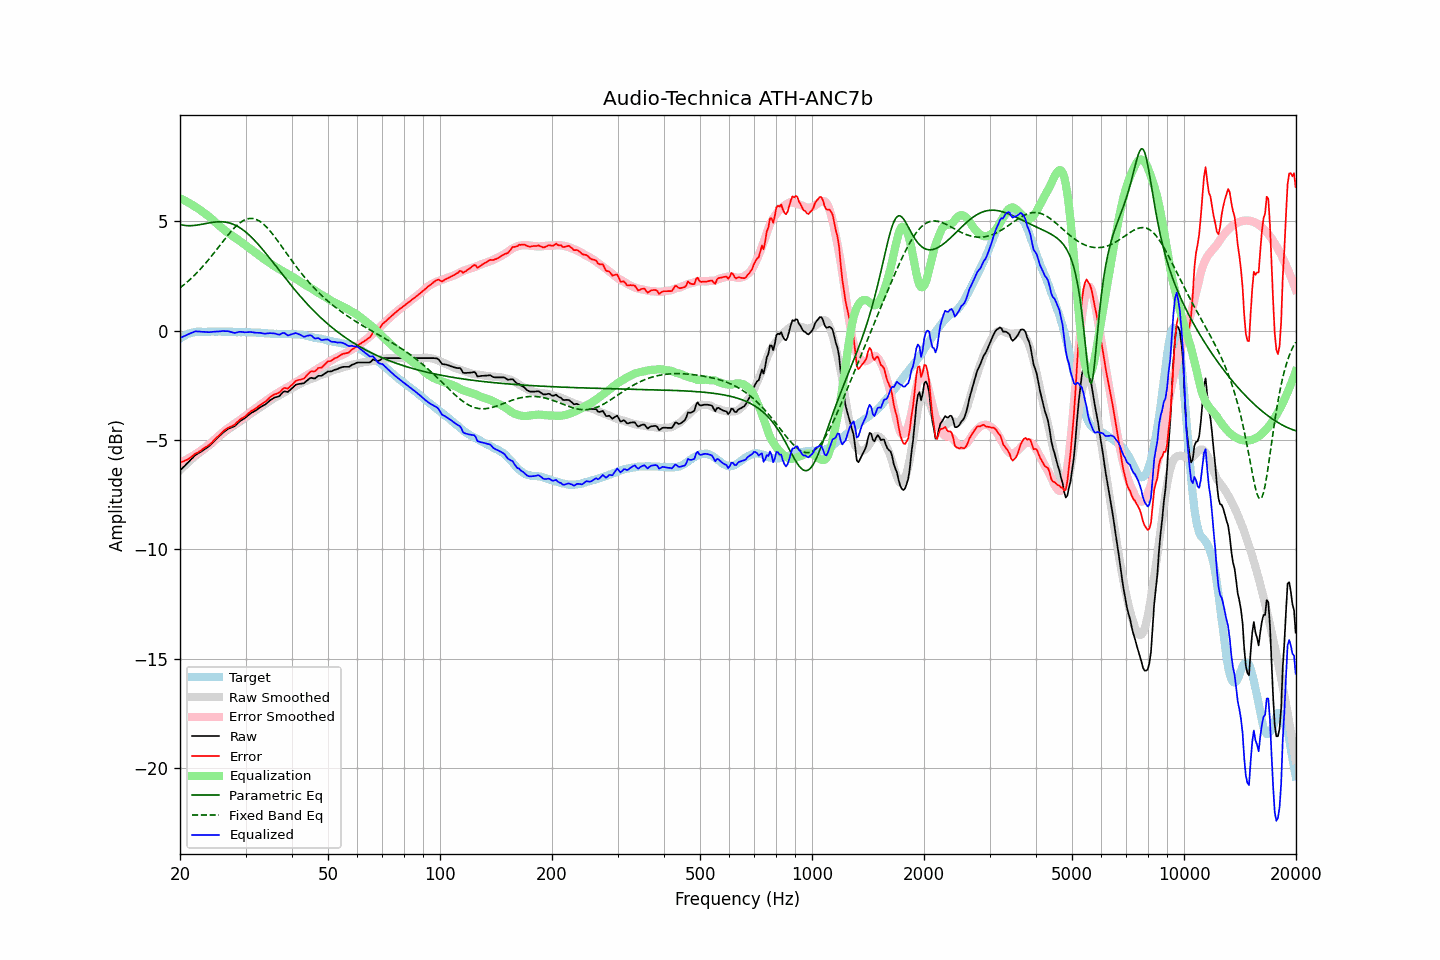 Audio-Technica ATH-ANC7b
Amplitude (dBr)
5
0
−5
−10
−15
−20
Target
Raw Smoothed
Error Smoothed
Raw
Error
Equalization
Parametric Eq
Fixed Band Eq
Equalized
20 50 100 200 500 1000 2000 5000 10000 20000
Frequency (Hz)